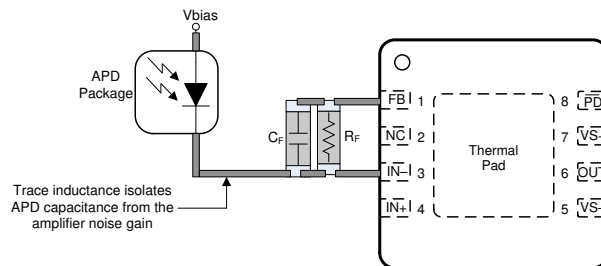 Vbias
APD
Package
CF
RF
FB 1
NC 2
IN– 3
IN+ 4
Thermal
Pad
8 PD
7 VS-
6 OUT
5 VS-
Trace inductance isolates
APD capacitance from the
amplifier noise gain